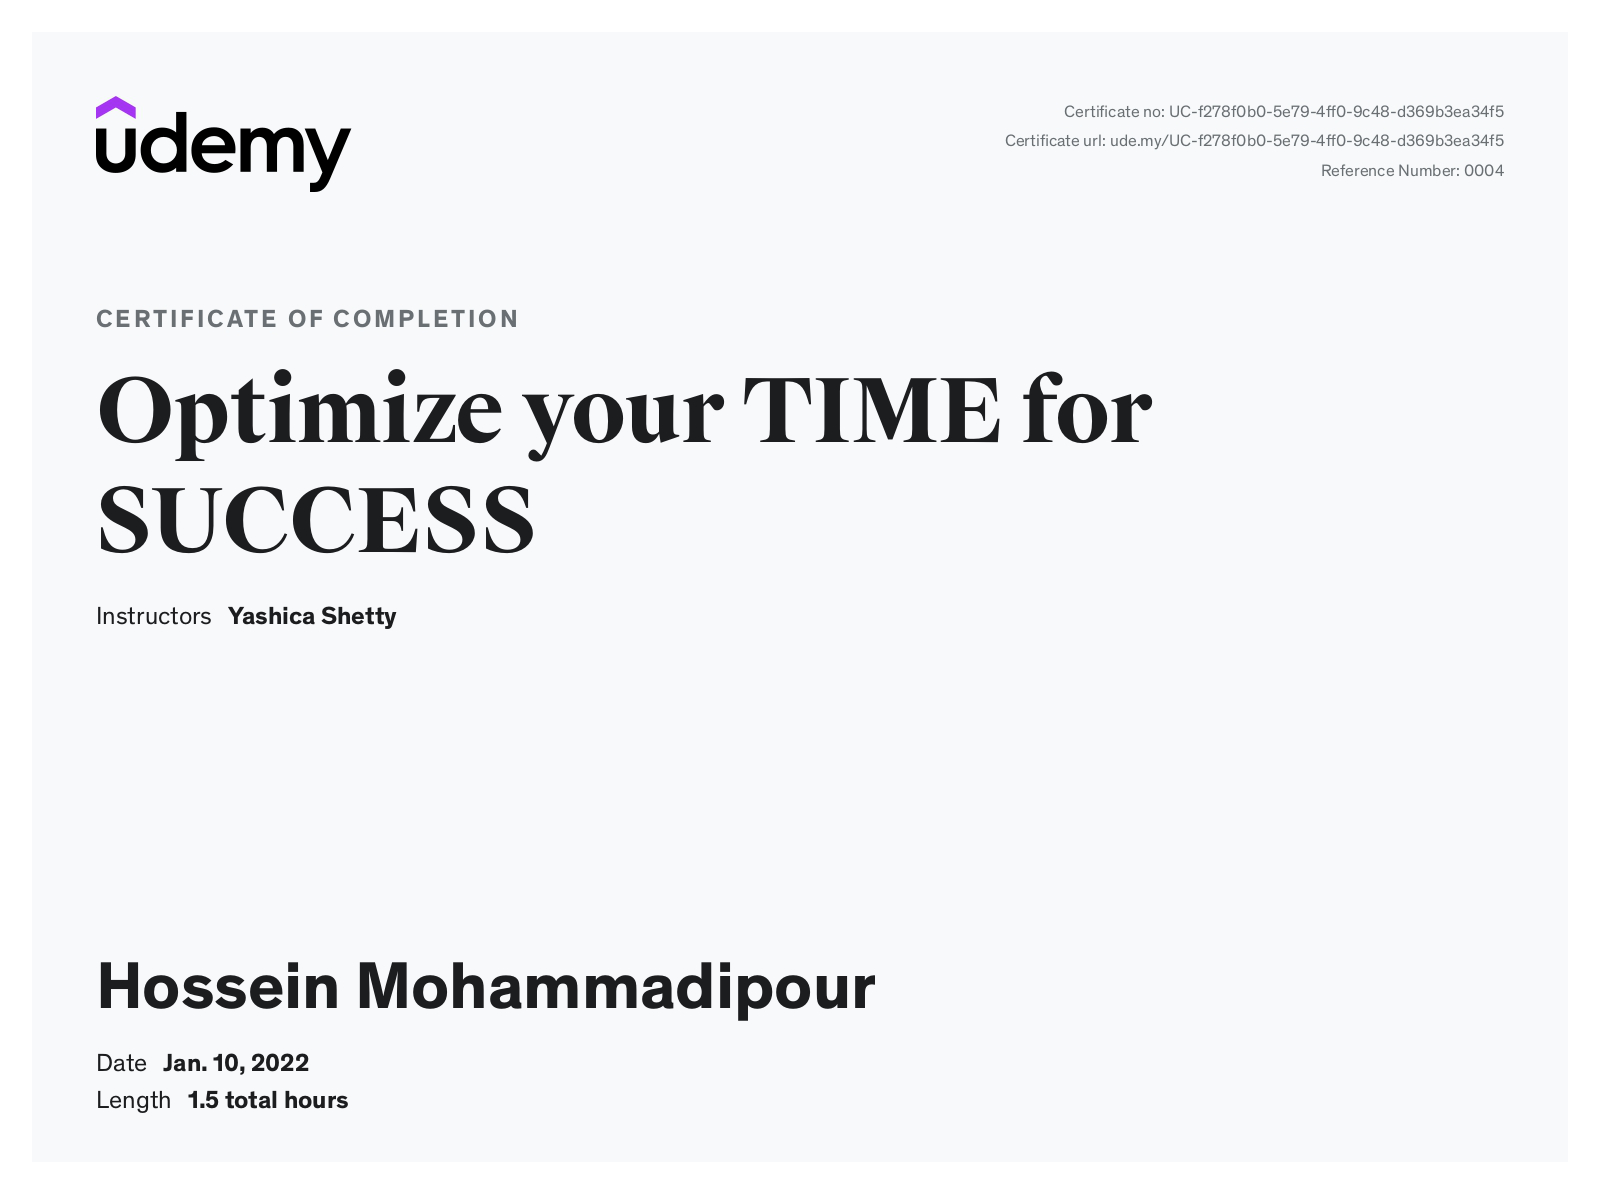 udemy
Certificate no: UC-f278f0b0-5e79-4ff0-9c48-d369b3ea34f5
Certificate url: ude.my/UC-f278f0b0-5e79-4ff0-9c48-d369b3ea34f5
Reference Number: 0004
CERTIFICATE OF COMPLETION
Optimize your TIME for
SUCCESS
Instructors Yashica Shetty
Hossein Mohammadipour
Date Jan. 10, 2022
Length 1.5 total hours